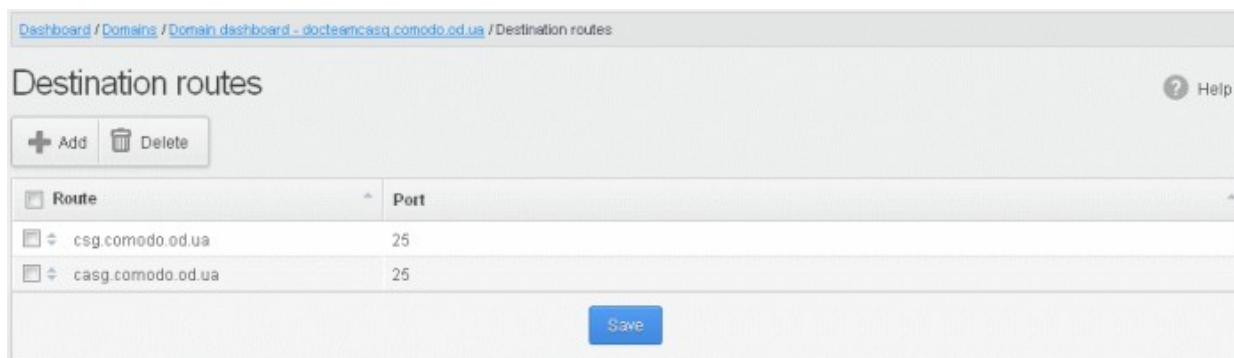 Dashboard / Domains / Domain dashboard - docteamcasg.comodo.od.ua / Destination routes
Destination routes
Help
Add Delete
Route Port
csg.comodo.od.ua 25
casg.comodo.od.ua 25
Save